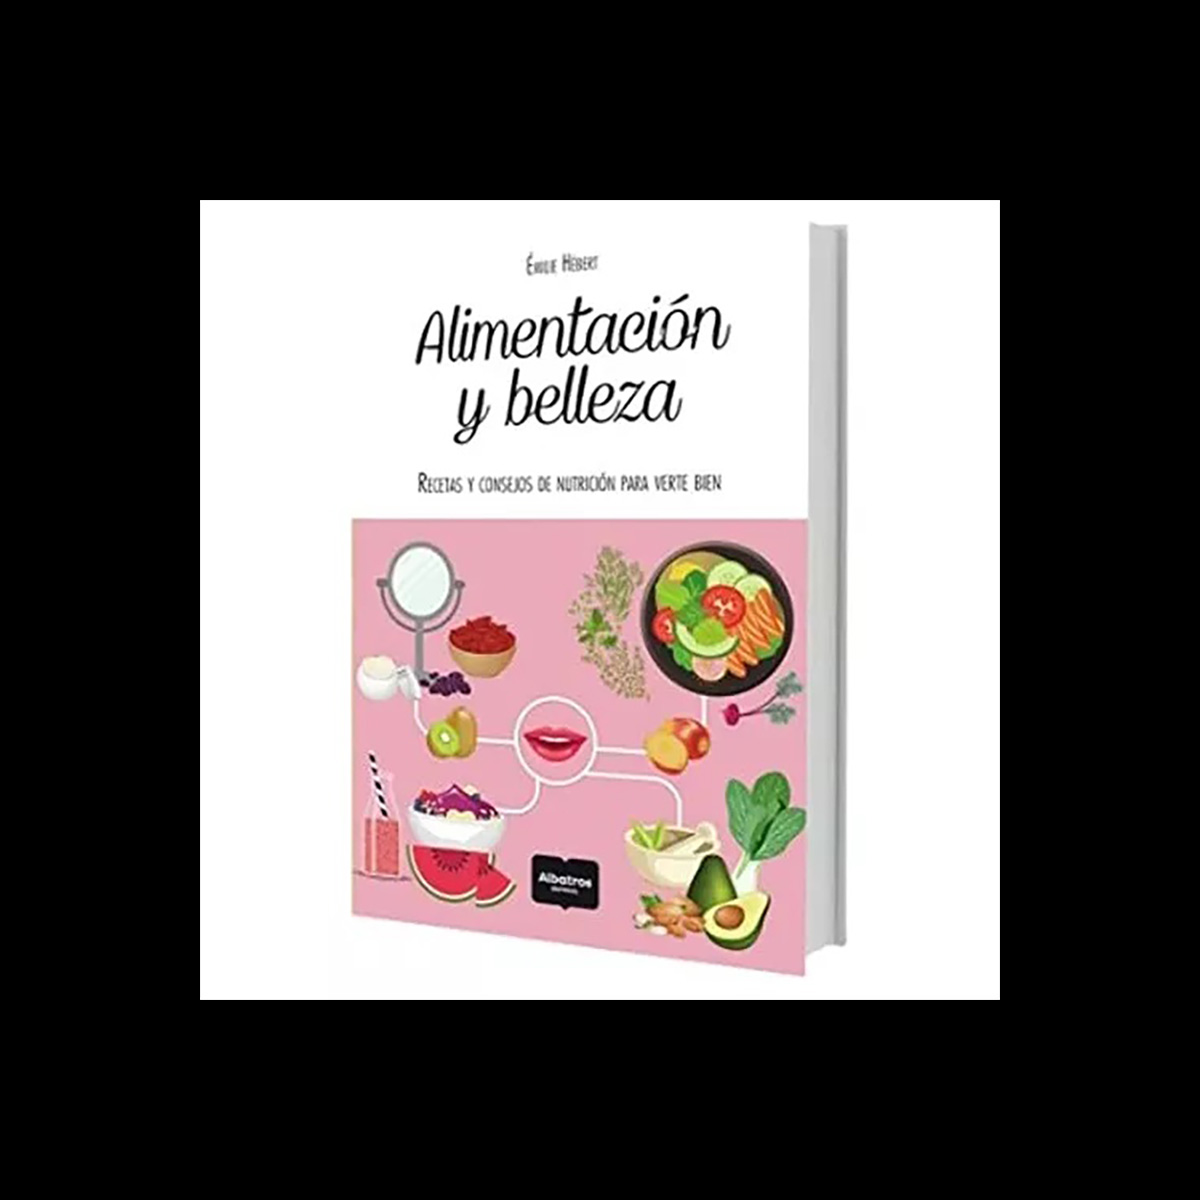 Émilie Hébert
Alimentación
y belleza
Recetas y consejos de nutrición para verte bien
Albatros